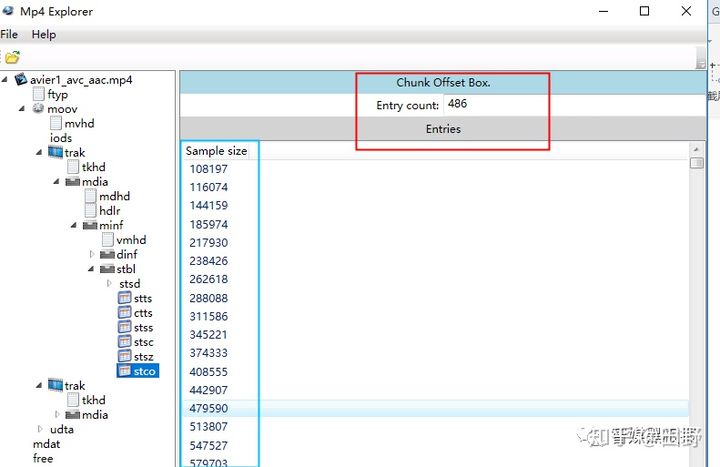 Mp4 Explorer
File Help
avier1_avc_aac.mp4
ftyp
moov
mvhd
iods
trak
tkhd
mdia
mdhd
hdlr
minf
vmhd
dinf
stbl
stsd
stts
ctts
stss
stsc
stsz
stco
trak
tkhd
mdia
udta
mdat
free
Chunk Offset Box.
Entry count: 486
Entries
Sample size
108197
116074
144159
185974
217930
238426
262618
288088
311586
345221
374333
408555
442907
479590
513807
547527
579703
G